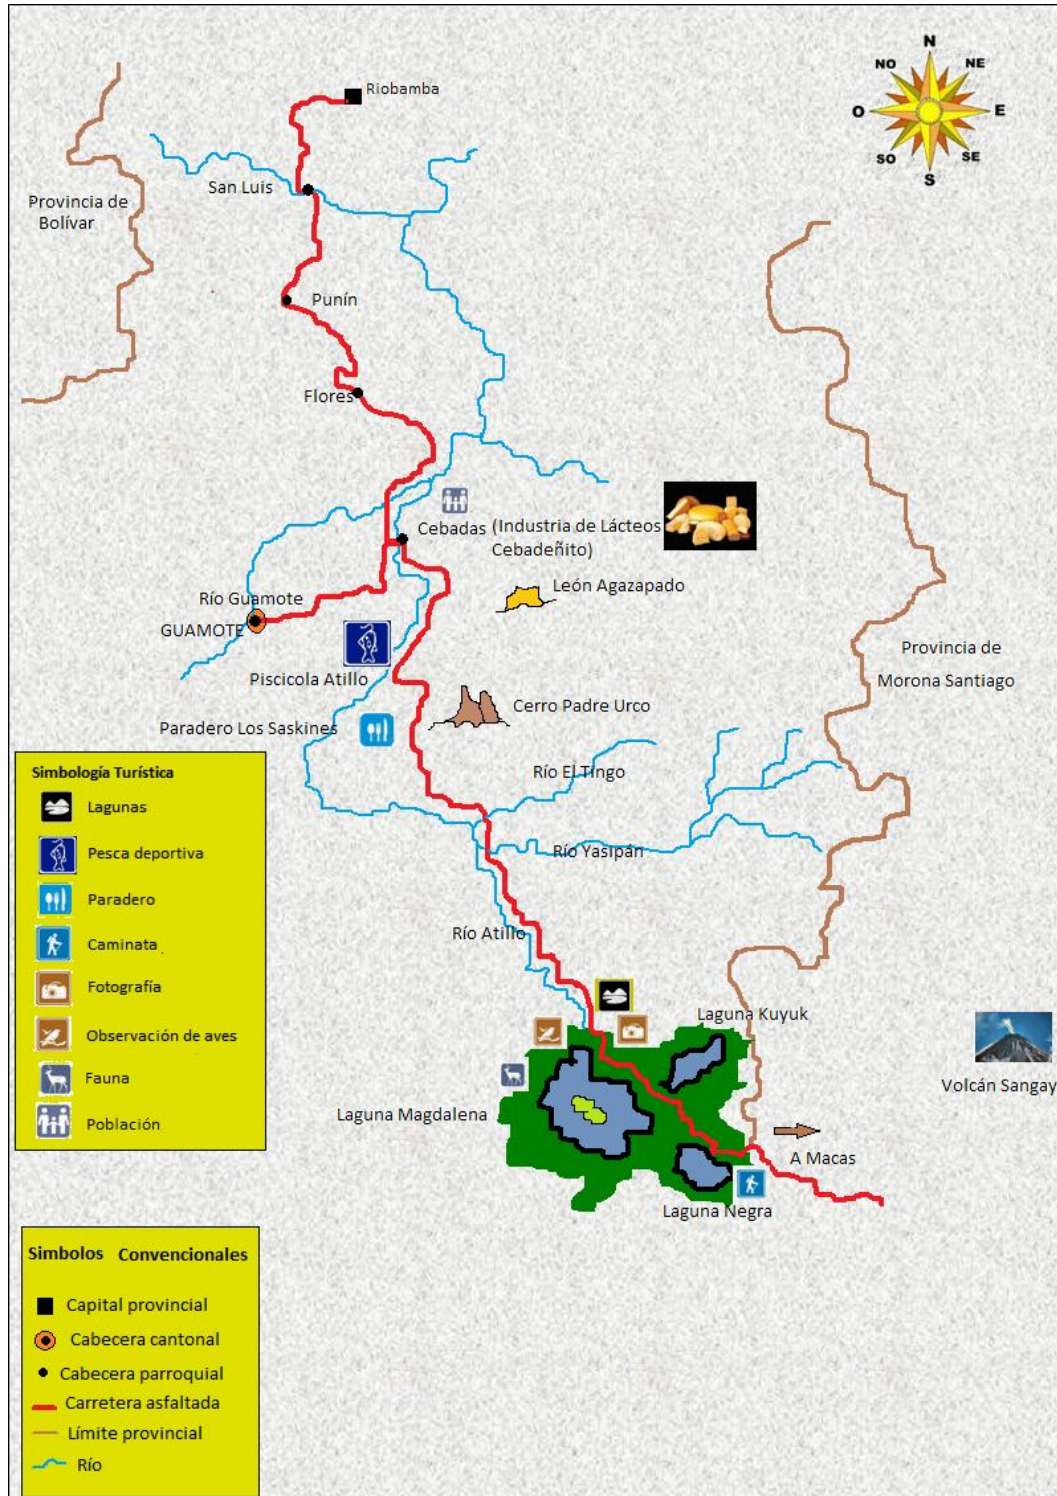 N
NO
NE
O
E
SO
SE
S
Riobamba
San Luis
Provincia de
Bolívar
Punín
Flores
Cebadas (Industria de Lácteos
Cebadeñito)
León Agazapado
Río Guamote
GUAMOTE
Provincia de
Morona Santiago
Piscicola Atillo
Cerro Padre Urco
Paradero Los Saskines
Río El Tingo
Río Yasipán
Río Atillo
Laguna Kuyuk
Volcán Sangay
Laguna Magdalena
A Macas
Laguna Negra
Simbología Turística
Lagunas
Pesca deportiva
Paradero
Caminata .
Fotografía
Observación de aves
Fauna
Población
Simbolos Convencionales
Capital provincial
Cabecera cantonal
Cabecera parroquial
Carretera asfaltada
Límite provincial
Río